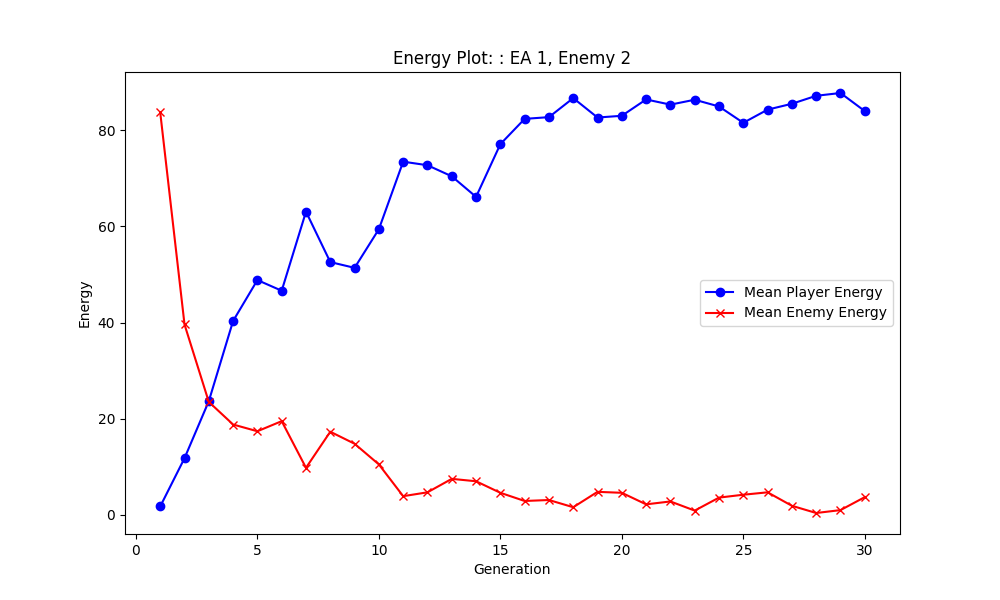 Energy Plot: : EA 1, Enemy 2
Energy
80
60
40
20
0
Mean Player Energy
Mean Enemy Energy
0 5 10 15 20 25 30
Generation